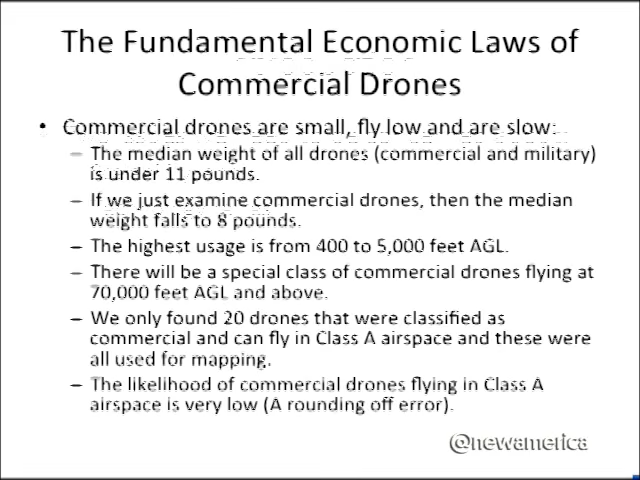 The Fundamental Economic Laws of
Commercial Drones
• Commercial drones are small, fly low and are slow:
– The median weight of all drones (commercial and military)
is under 11 pounds.
– If we just examine commercial drones, then the median
weight falls to 8 pounds.
– The highest usage is from 400 to 5,000 feet AGL.
– There will be a special class of commercial drones flying at
70,000 feet AGL and above.
– We only found 20 drones that were classified as
commercial and can fly in Class A airspace and these were
all used for mapping.
– The likelihood of commercial drones flying in Class A
airspace is very low (A rounding off error).
@newamerica